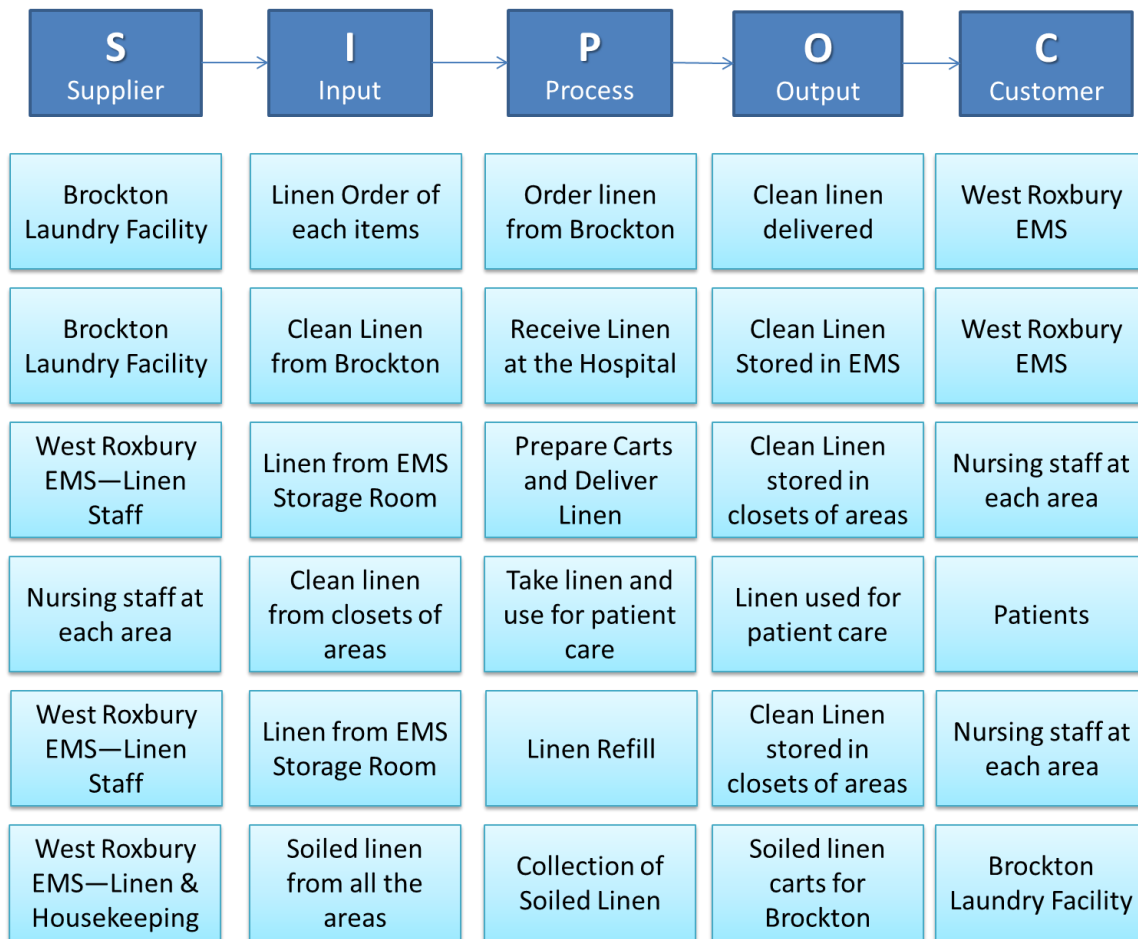 S
Supplier
I
Input
P
Process
O
Output
C
Customer
Brockton
Laundry Facility
Linen Order of
each items
Order linen
from Brockton
Clean linen
delivered
West Roxbury
EMS
Brockton
Laundry Facility
Clean Linen
from Brockton
Receive Linen
at the Hospital
Clean Linen
Stored in EMS
West Roxbury
EMS
West Roxbury
EMS—Linen
Staff
Linen from EMS
Storage Room
Prepare Carts
and Deliver
Linen
Clean Linen
stored in
closets of areas
Nursing staff at
each area
Nursing staff at
each area
Clean linen
from closets of
areas
Take linen and
use for patient
care
Linen used for
patient care
Patients
West Roxbury
EMS—Linen
Staff
Linen from EMS
Storage Room
Linen Refill
Clean Linen
stored in
closets of areas
Nursing staff at
each area
West Roxbury
EMS—Linen &
Housekeeping
Soiled linen
from all the
areas
Collection of
Soiled Linen
Soiled linen
carts for
Brockton
Brockton
Laundry Facility